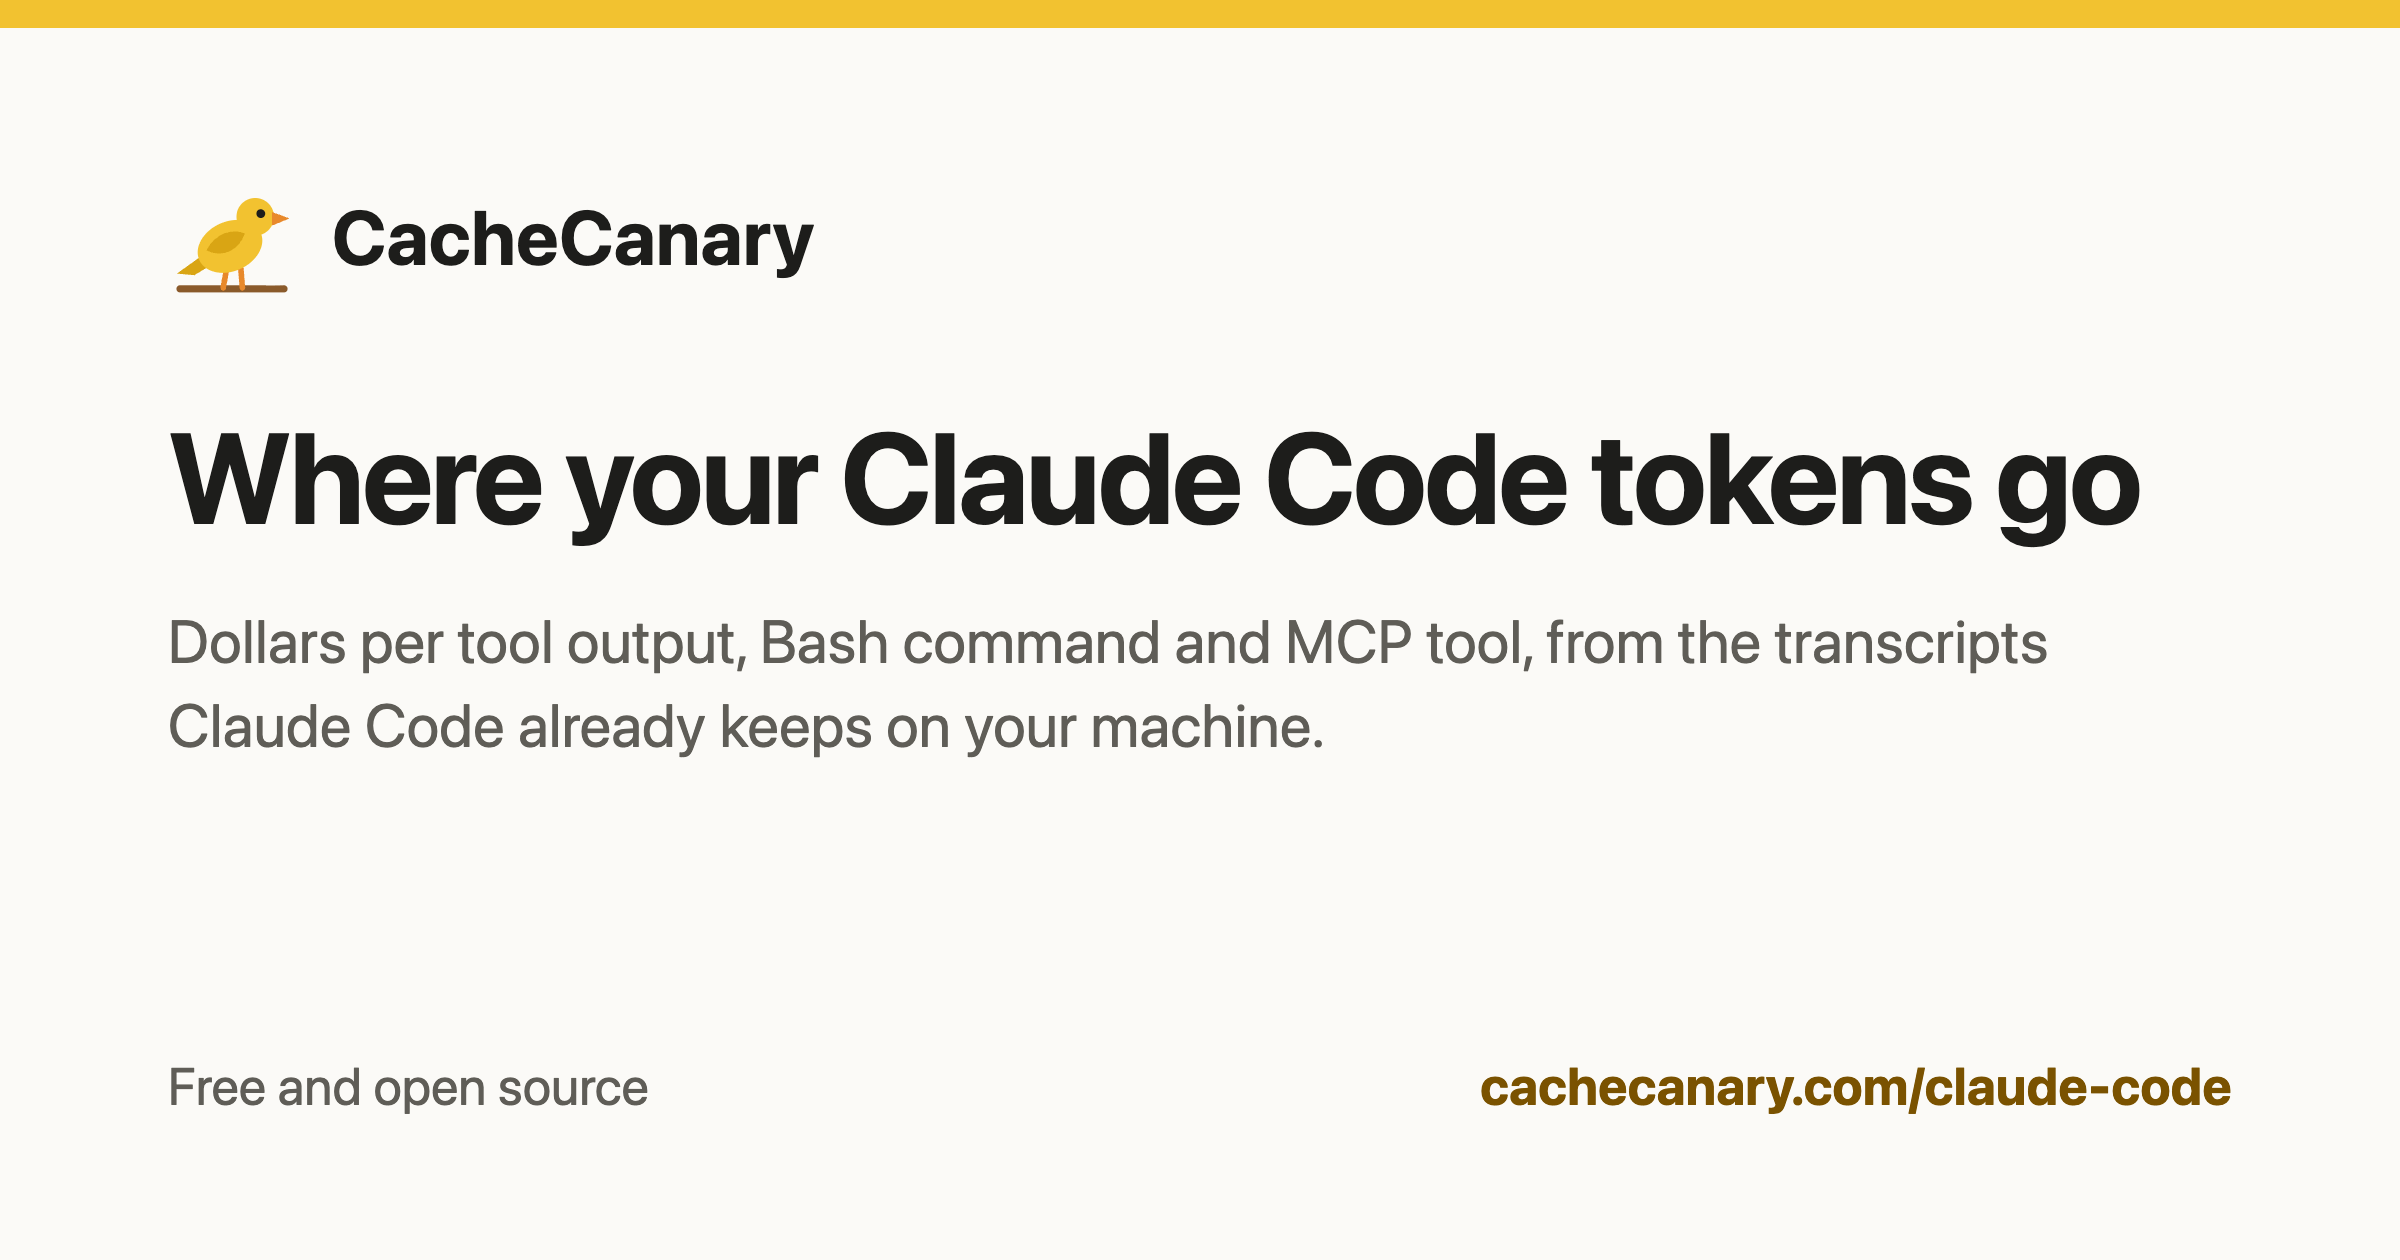 CacheCanary
Where your Claude Code tokens go
Dollars per tool output, Bash command and MCP tool, from the transcripts
Claude Code already keeps on your machine.
Free and open source
cachecanary.com/claude-code